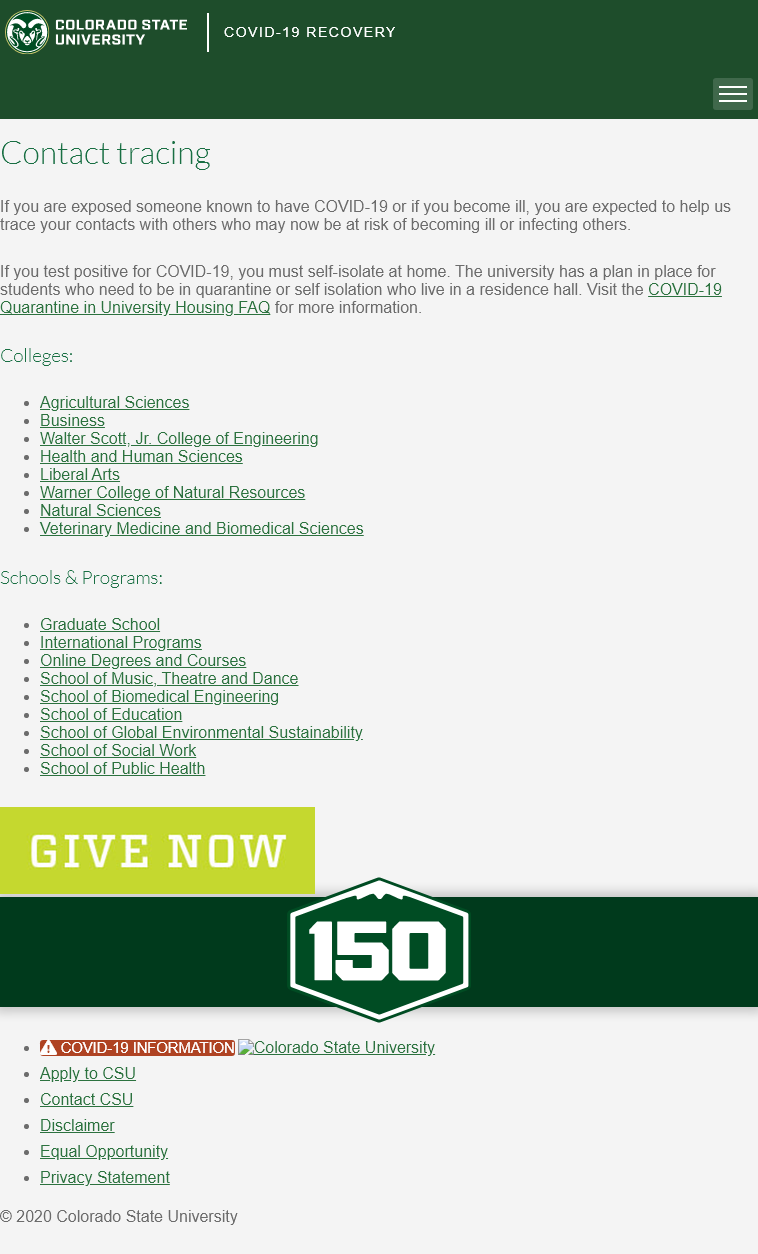 COLORADO STATE
UNIVERSITY
COVID-19 RECOVERY
Contact tracing
If you are exposed someone known to have COVID-19 or if you become ill, you are expected to help us
trace your contacts with others who may now be at risk of becoming ill or infecting others.
If you test positive for COVID-19, you must self-isolate at home. The university has a plan in place for
students who need to be in quarantine or self isolation who live in a residence hall. Visit the COVID-19
Quarantine in University Housing FAQ for more information.
Colleges:
Agricultural Sciences
Business
Walter Scott, Jr. College of Engineering
Health and Human Sciences
Liberal Arts
Warner College of Natural Resources
Natural Sciences
Veterinary Medicine and Biomedical Sciences
Schools & Programs:
Graduate School
International Programs
Online Degrees and Courses
School of Music, Theatre and Dance
School of Biomedical Engineering
School of Education
School of Global Environmental Sustainability
School of Social Work
School of Public Health
GIVE NOW
150
COVID-19 INFORMATION Colorado State University
Apply to CSU
Contact CSU
Disclaimer
Equal Opportunity
Privacy Statement
© 2020 Colorado State University